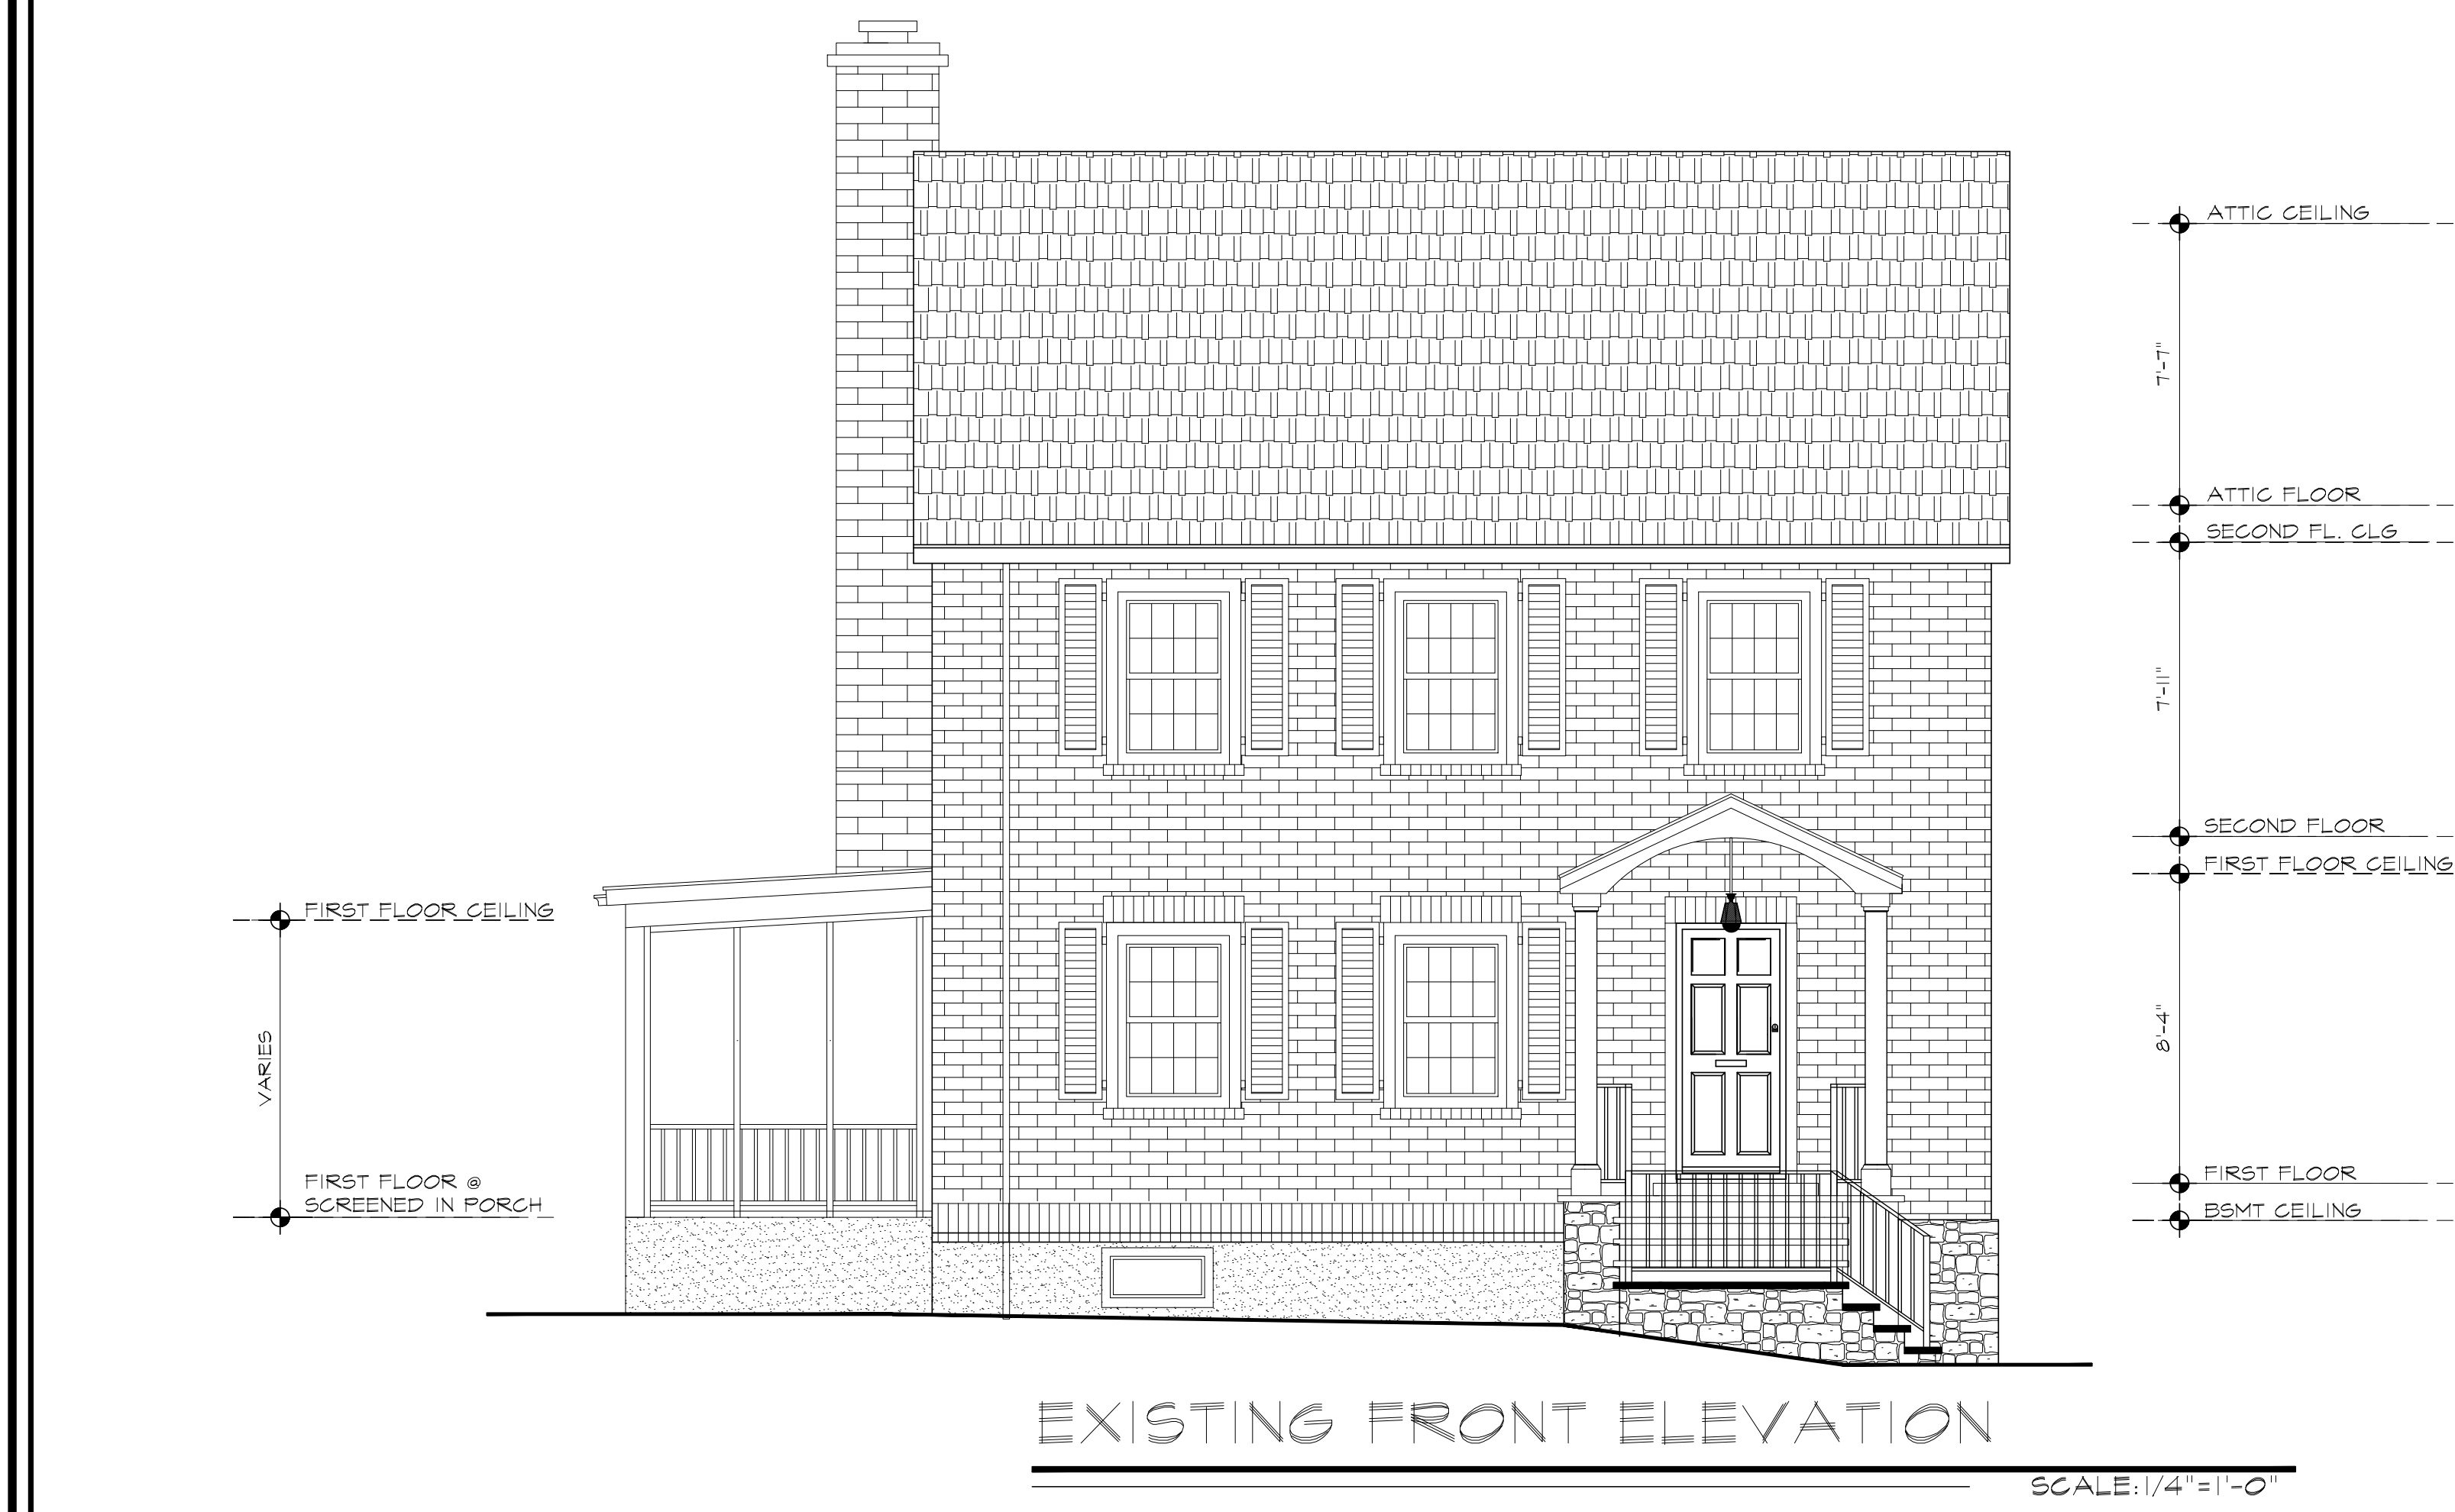 ATTIC CEILING
7'-7"
ATTIC FLOOR
SECOND FL. CLG
7'-11"
SECOND FLOOR
FIRST FLOOR CEILING
FIRST FLOOR CEILING
8'-4"
VARIES
FIRST FLOOR @
SCREENED IN PORCH
FIRST FLOOR
BSMT CEILING
EXISTING FRONT ELEVATION
SCALE:1/4"=1'-0"